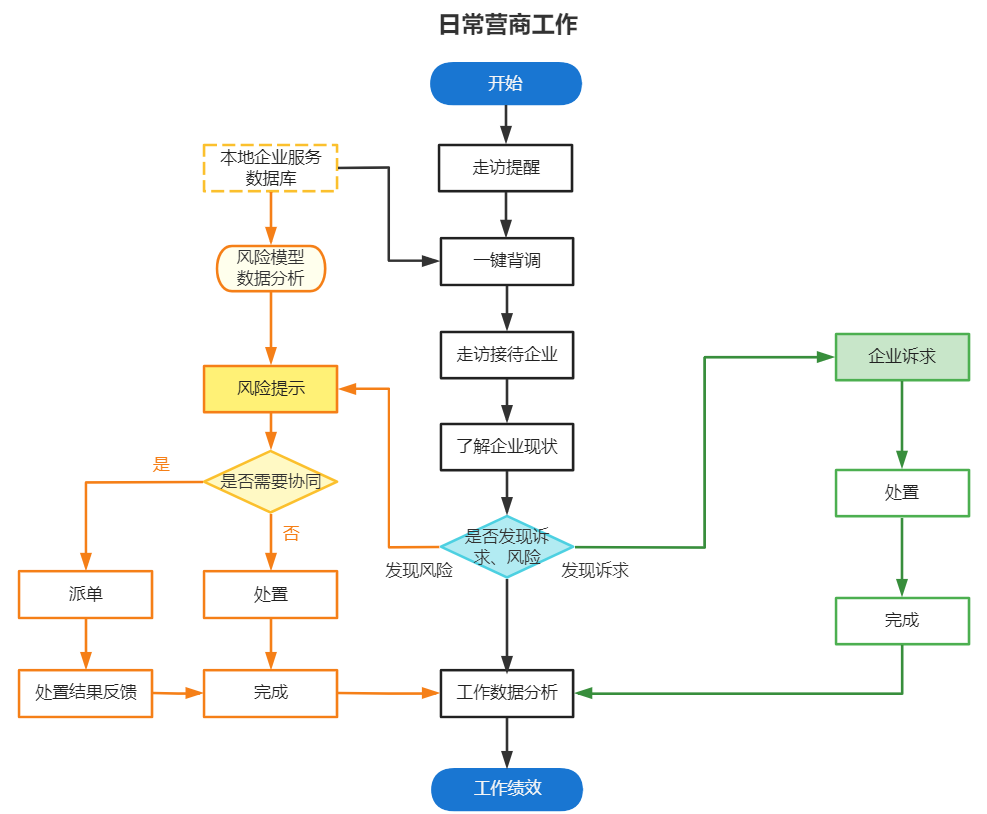 日常营商工作
开始
本地企业服务
数据库
走访提醒
风险模型
数据分析
一键背调
走访接待企业
企业诉求
风险提示
了解企业现状
是
是否需要协同
处置
否
是否发现诉
求、风险
发现风险
发现诉求
派单
处置
完成
处置结果反馈
完成
工作数据分析
工作绩效